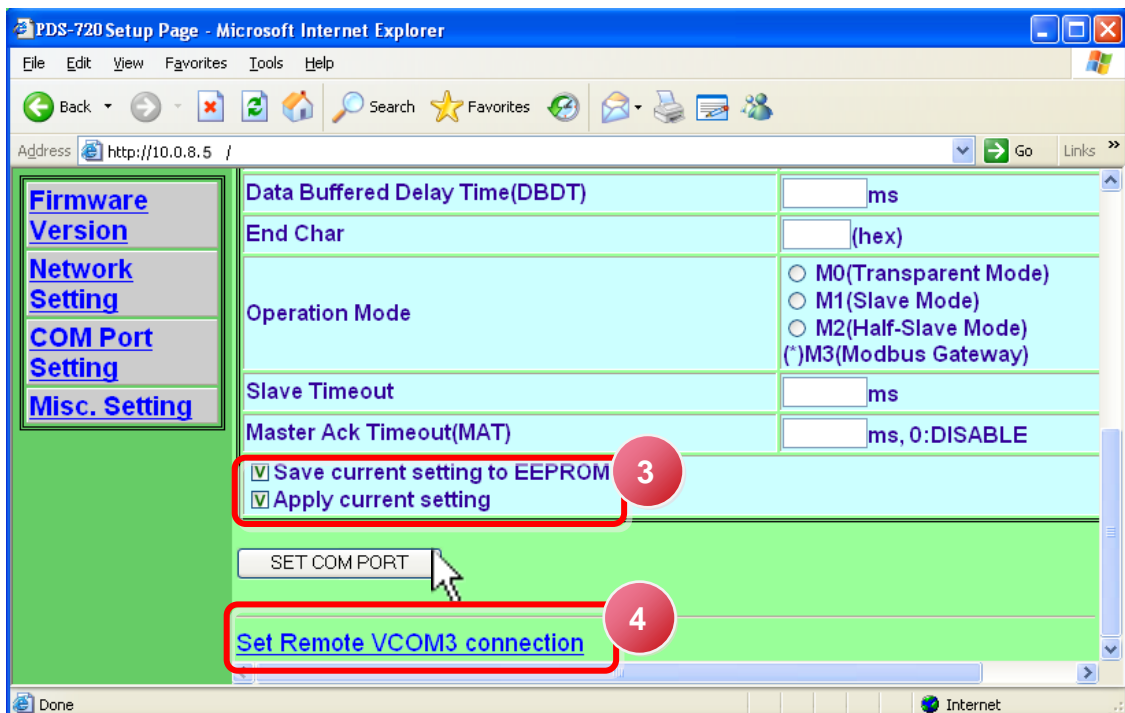 PDS-720 Setup Page - Microsoft Internet Explorer
File Edit View Favorites Tools Help
Back Search Favorites
Address http://10.0.8.5 / Go Links »
Firmware
Version
Network
Setting
COM Port
Setting
Misc. Setting
Data Buffered Delay Time(DBDT) ms
End Char (hex)
Operation Mode
M0(Transparent Mode)
M1(Slave Mode)
M2(Half-Slave Mode)
(*)M3(Modbus Gateway)
Slave Timeout ms
Master Ack Timeout(MAT) ms, 0:DISABLE
V Save current setting to EEPROM 3
V Apply current setting
SET COM PORT
4
Set Remote VCOM3 connection
Done Internet